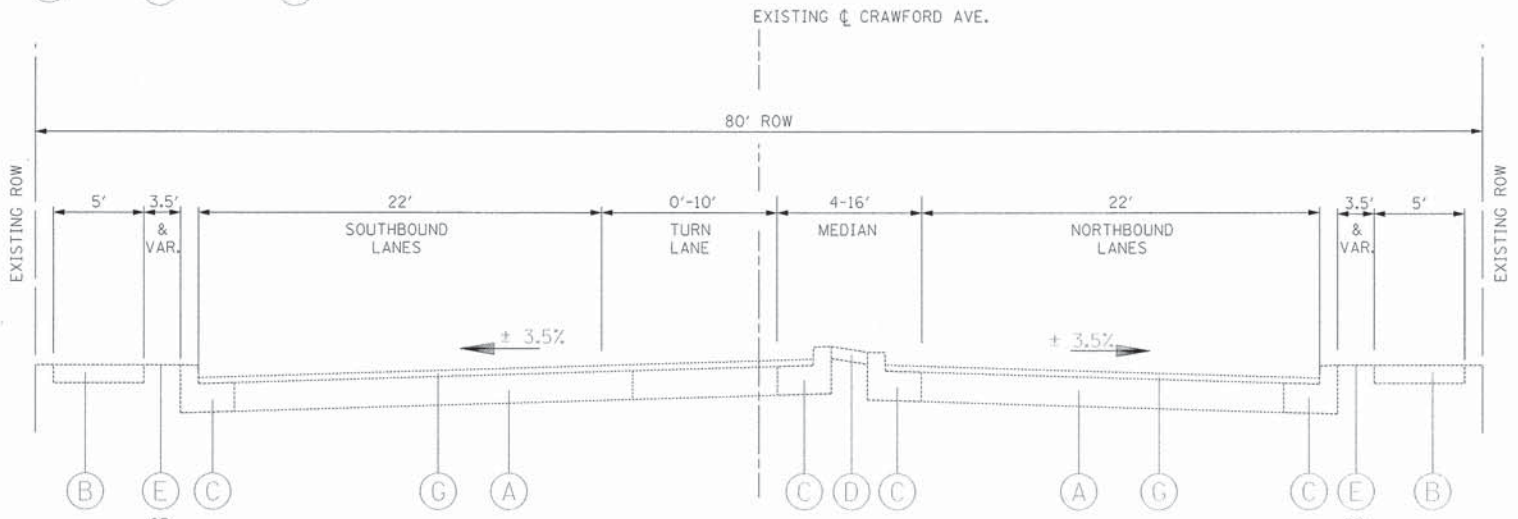 EXISTING ℄ CRAWFORD AVE.
80' ROW
EXISTING ROW
EXISTING ROW
5'
3.5'
& VAR.
22'
SOUTHBOUND
LANES
0'-10'
TURN
LANE
4-16'
MEDIAN
22'
NORTHBOUND
LANES
3.5'
& VAR.
5'
± 3.5%
± 3.5%
B
E
C
G
A
C
D
C
A
G
C
E
B